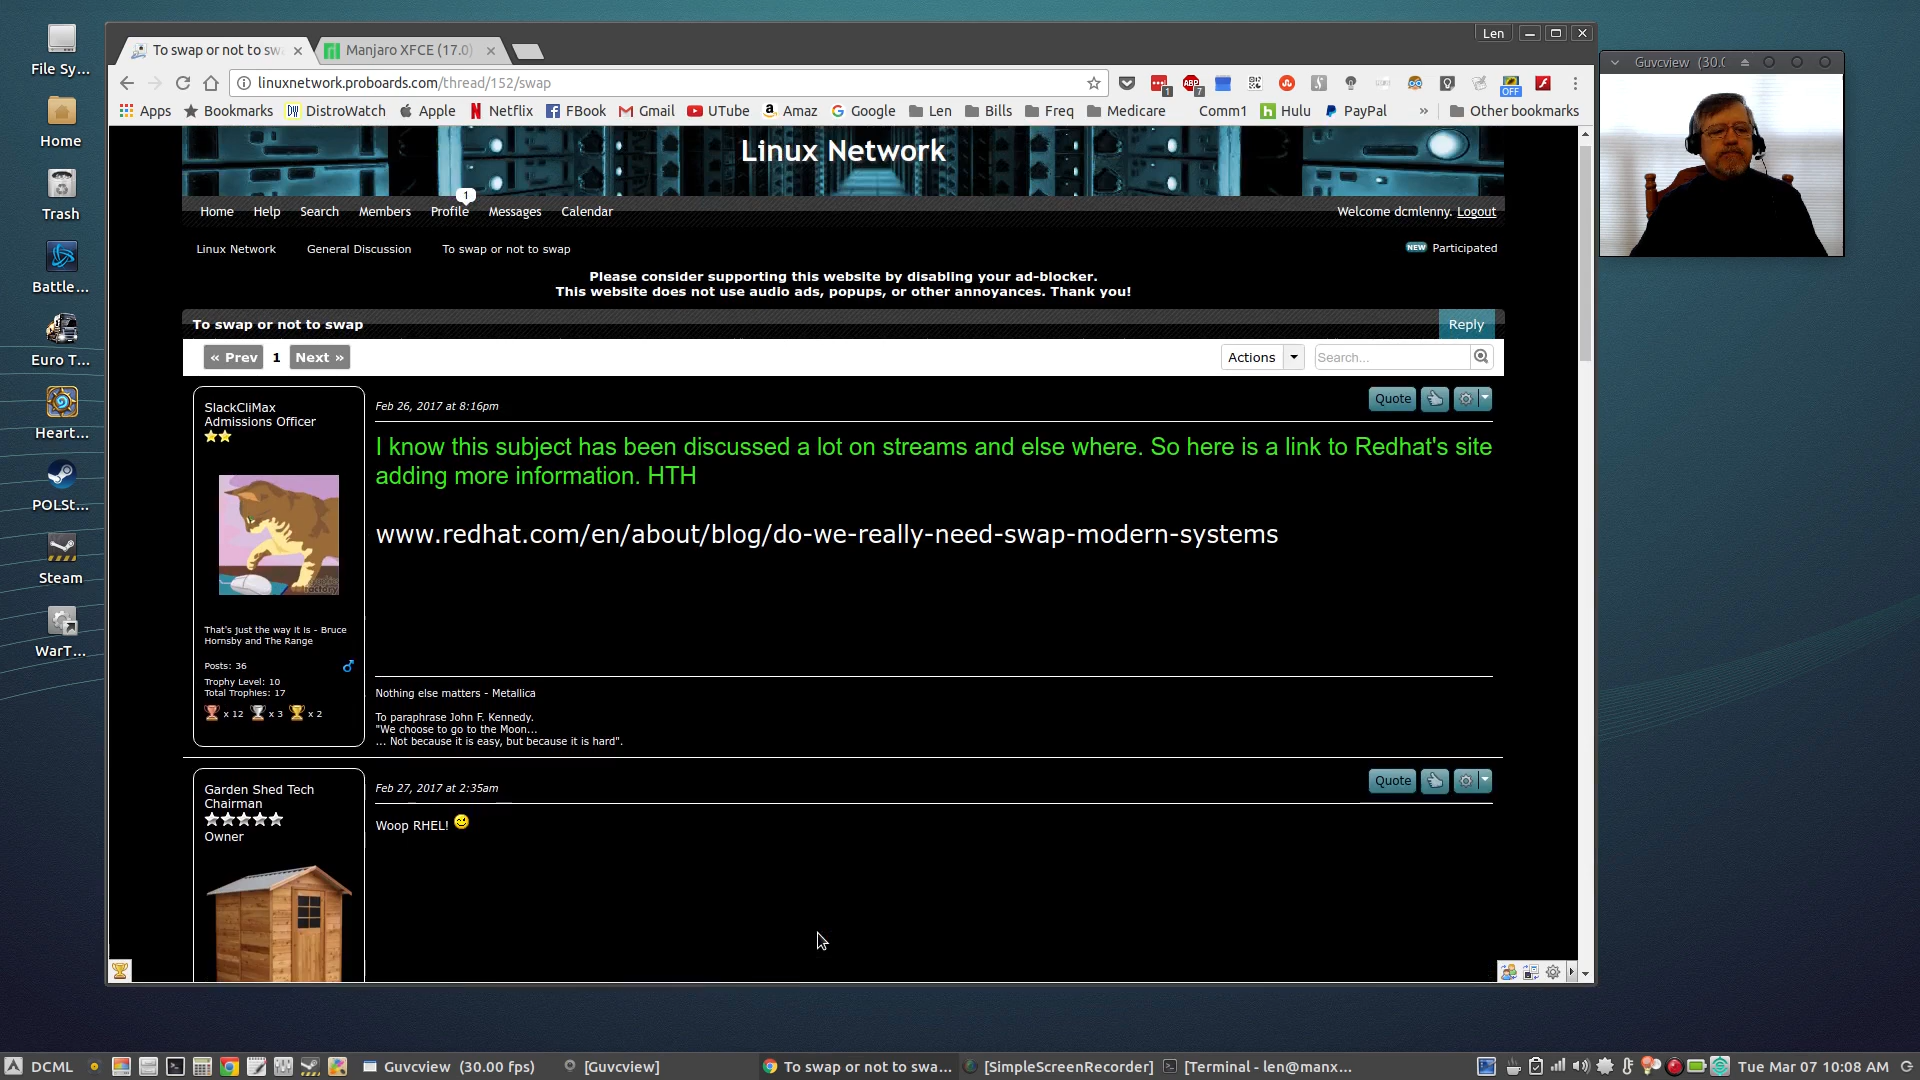 File Sy...
Home
Trash
Battle...
Euro T...
Heart...
POLSt...
Steam
WarT...
Len
To swap or not to sw
Manjaro XFCE (17.0)
linuxnetwork.proboards.com/thread/152/swap
1
ABP
7
OFF
Apps
Bookmarks
DW DistroWatch
Apple
Netflix
FBook
Gmail
UTube
Amaz
Google
Len
Bills
Freq
Medicare
Comm1
Hulu
PayPal
»
Other bookmarks
Guvcview (30.0
Linux Network
1
Home Help Search Members Profile Messages Calendar
Welcome dcmlenny. Logout
Linux Network General Discussion To swap or not to swap
NEW Participated
Please consider supporting this website by disabling your ad-blocker.
This website does not use audio ads, popups, or other annoyances. Thank you!
To swap or not to swap
Reply
« Prev 1 Next »
Actions
Search...
SlackCliMax
Admissions Officer
That's just the way it is - Bruce
Hornsby and The Range
Posts: 36
Trophy Level: 10
Total Trophies: 17
x 12 x 3 x 2
Feb 26, 2017 at 8:16pm
Quote
I know this subject has been discussed a lot on streams and else where. So here is a link to Redhat's site
adding more information. HTH
www.redhat.com/en/about/blog/do-we-really-need-swap-modern-systems
Nothing else matters - Metallica
To paraphrase John F. Kennedy.
"We choose to go to the Moon...
... Not because it is easy, but because it is hard".
Garden Shed Tech
Chairman
Owner
Feb 27, 2017 at 2:35am
Quote
Woop RHEL!
DCML
Guvcview (30.00 fps)
[Guvcview]
To swap or not to swa...
[SimpleScreenRecorder]
[Terminal - len@manx...
Tue Mar 07 10:08 AM